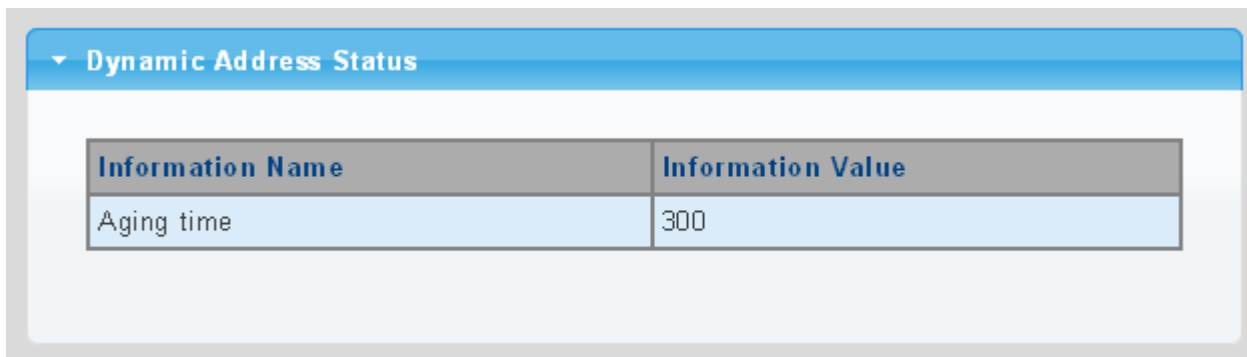 Dynamic Address Status
Information Name Information Value
Aging time 300